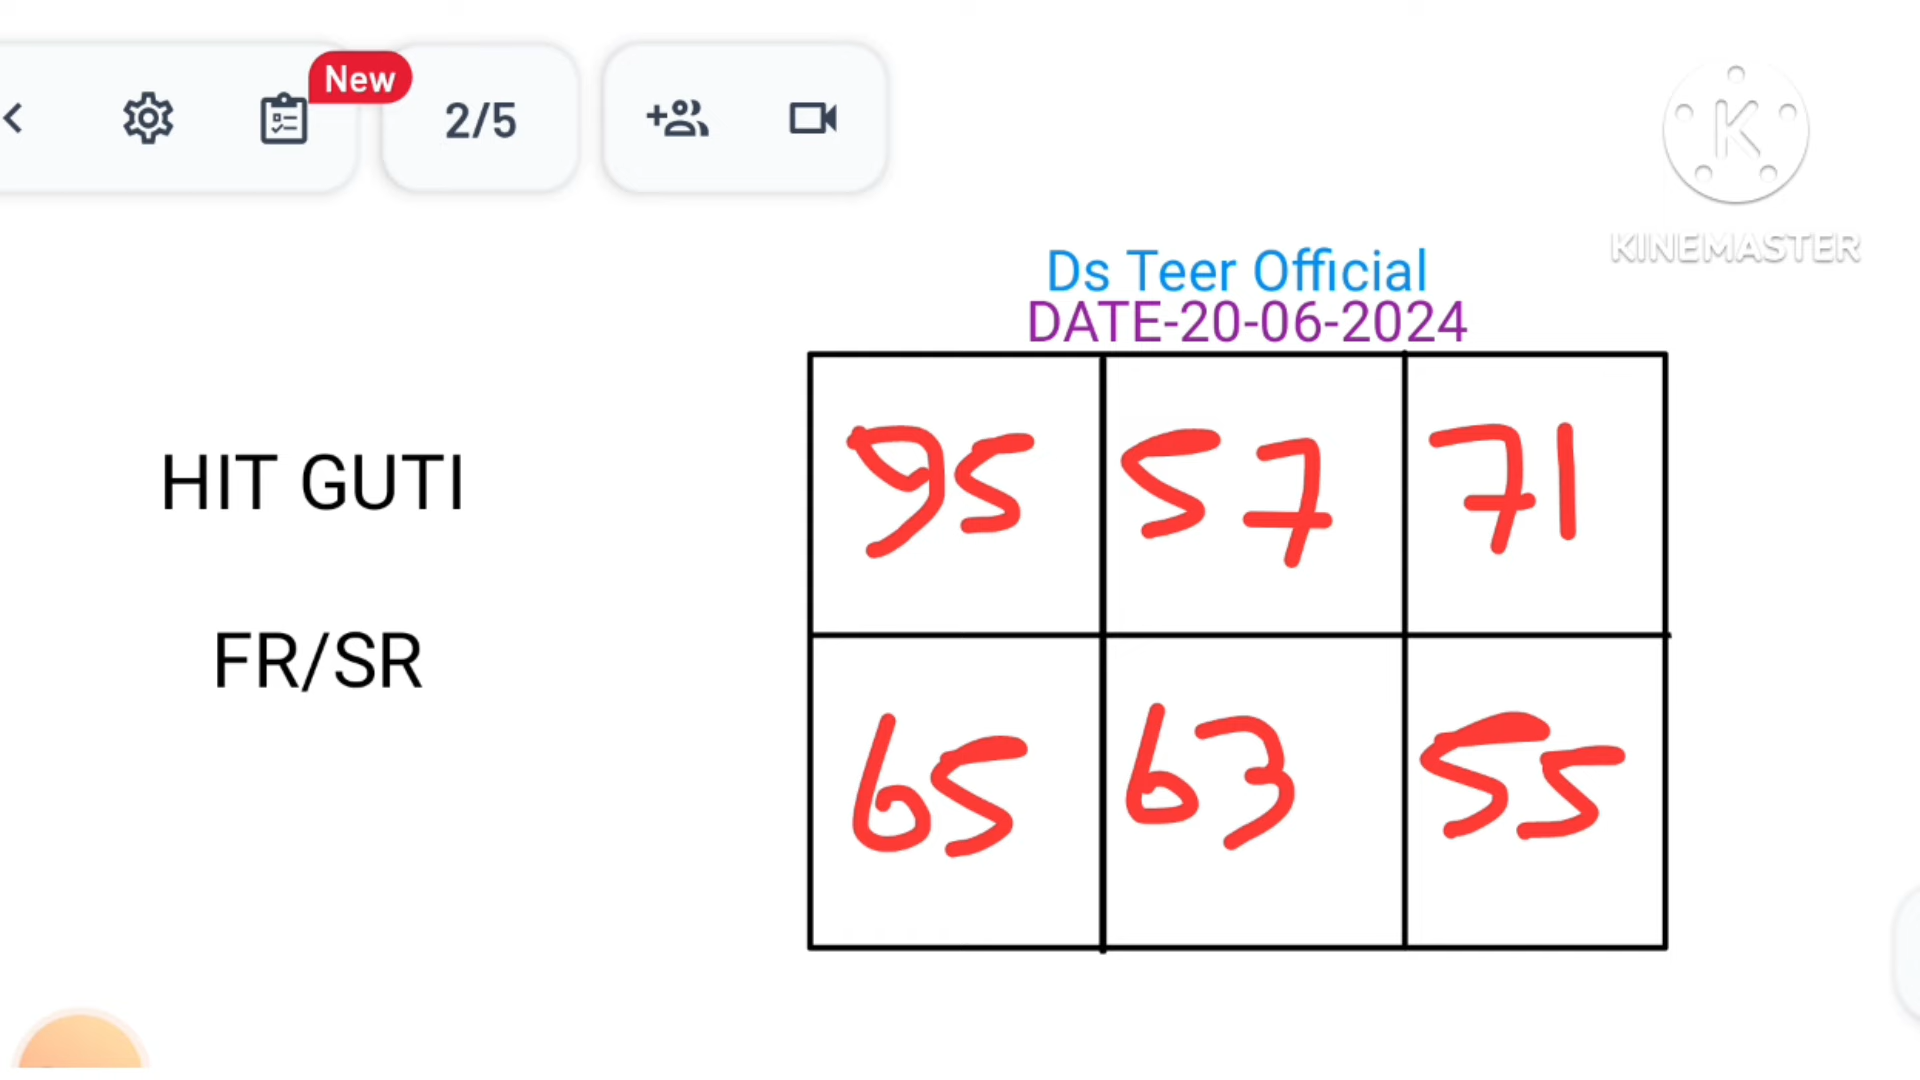 New
2/5
K
KINEMASTER
Ds Teer Official
DATE-20-06-2024
HIT GUTI
FR/SR
95 57 71
65 63 55